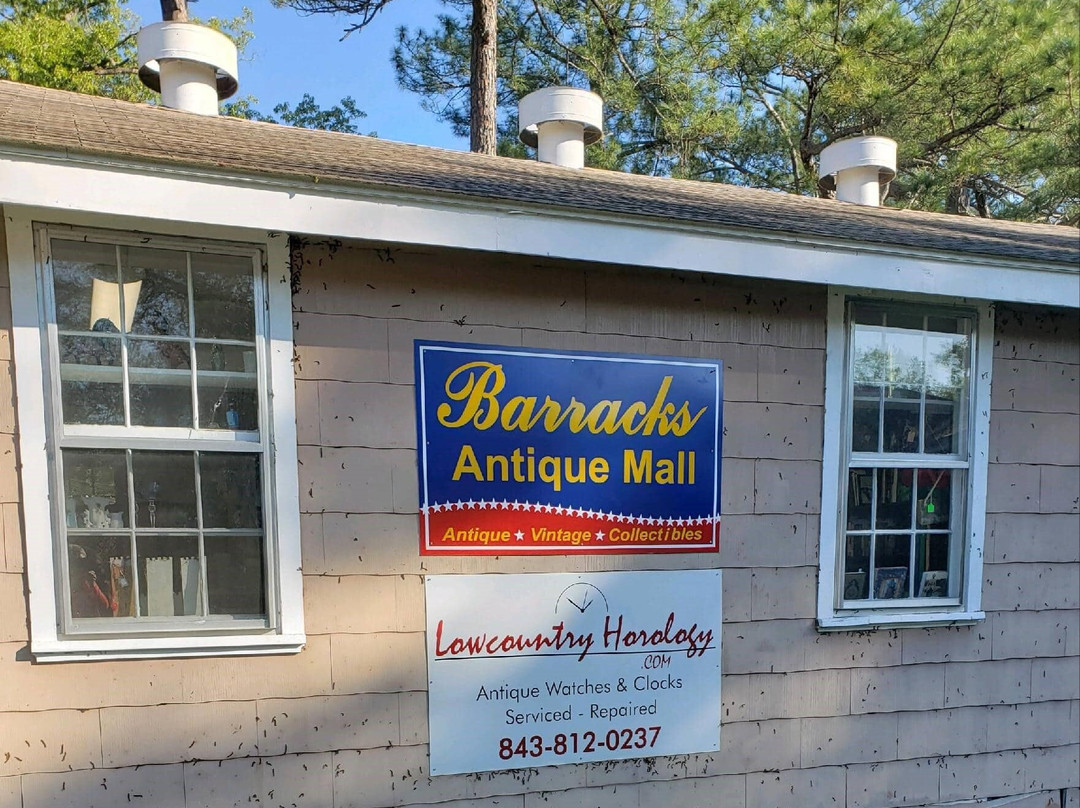 Barracks
Antique Mall
Antique ★ Vintage ★ Collectibles
Lowcountry Horology
.COM
Antique Watches & Clocks
Serviced - Repaired
843-812-0237